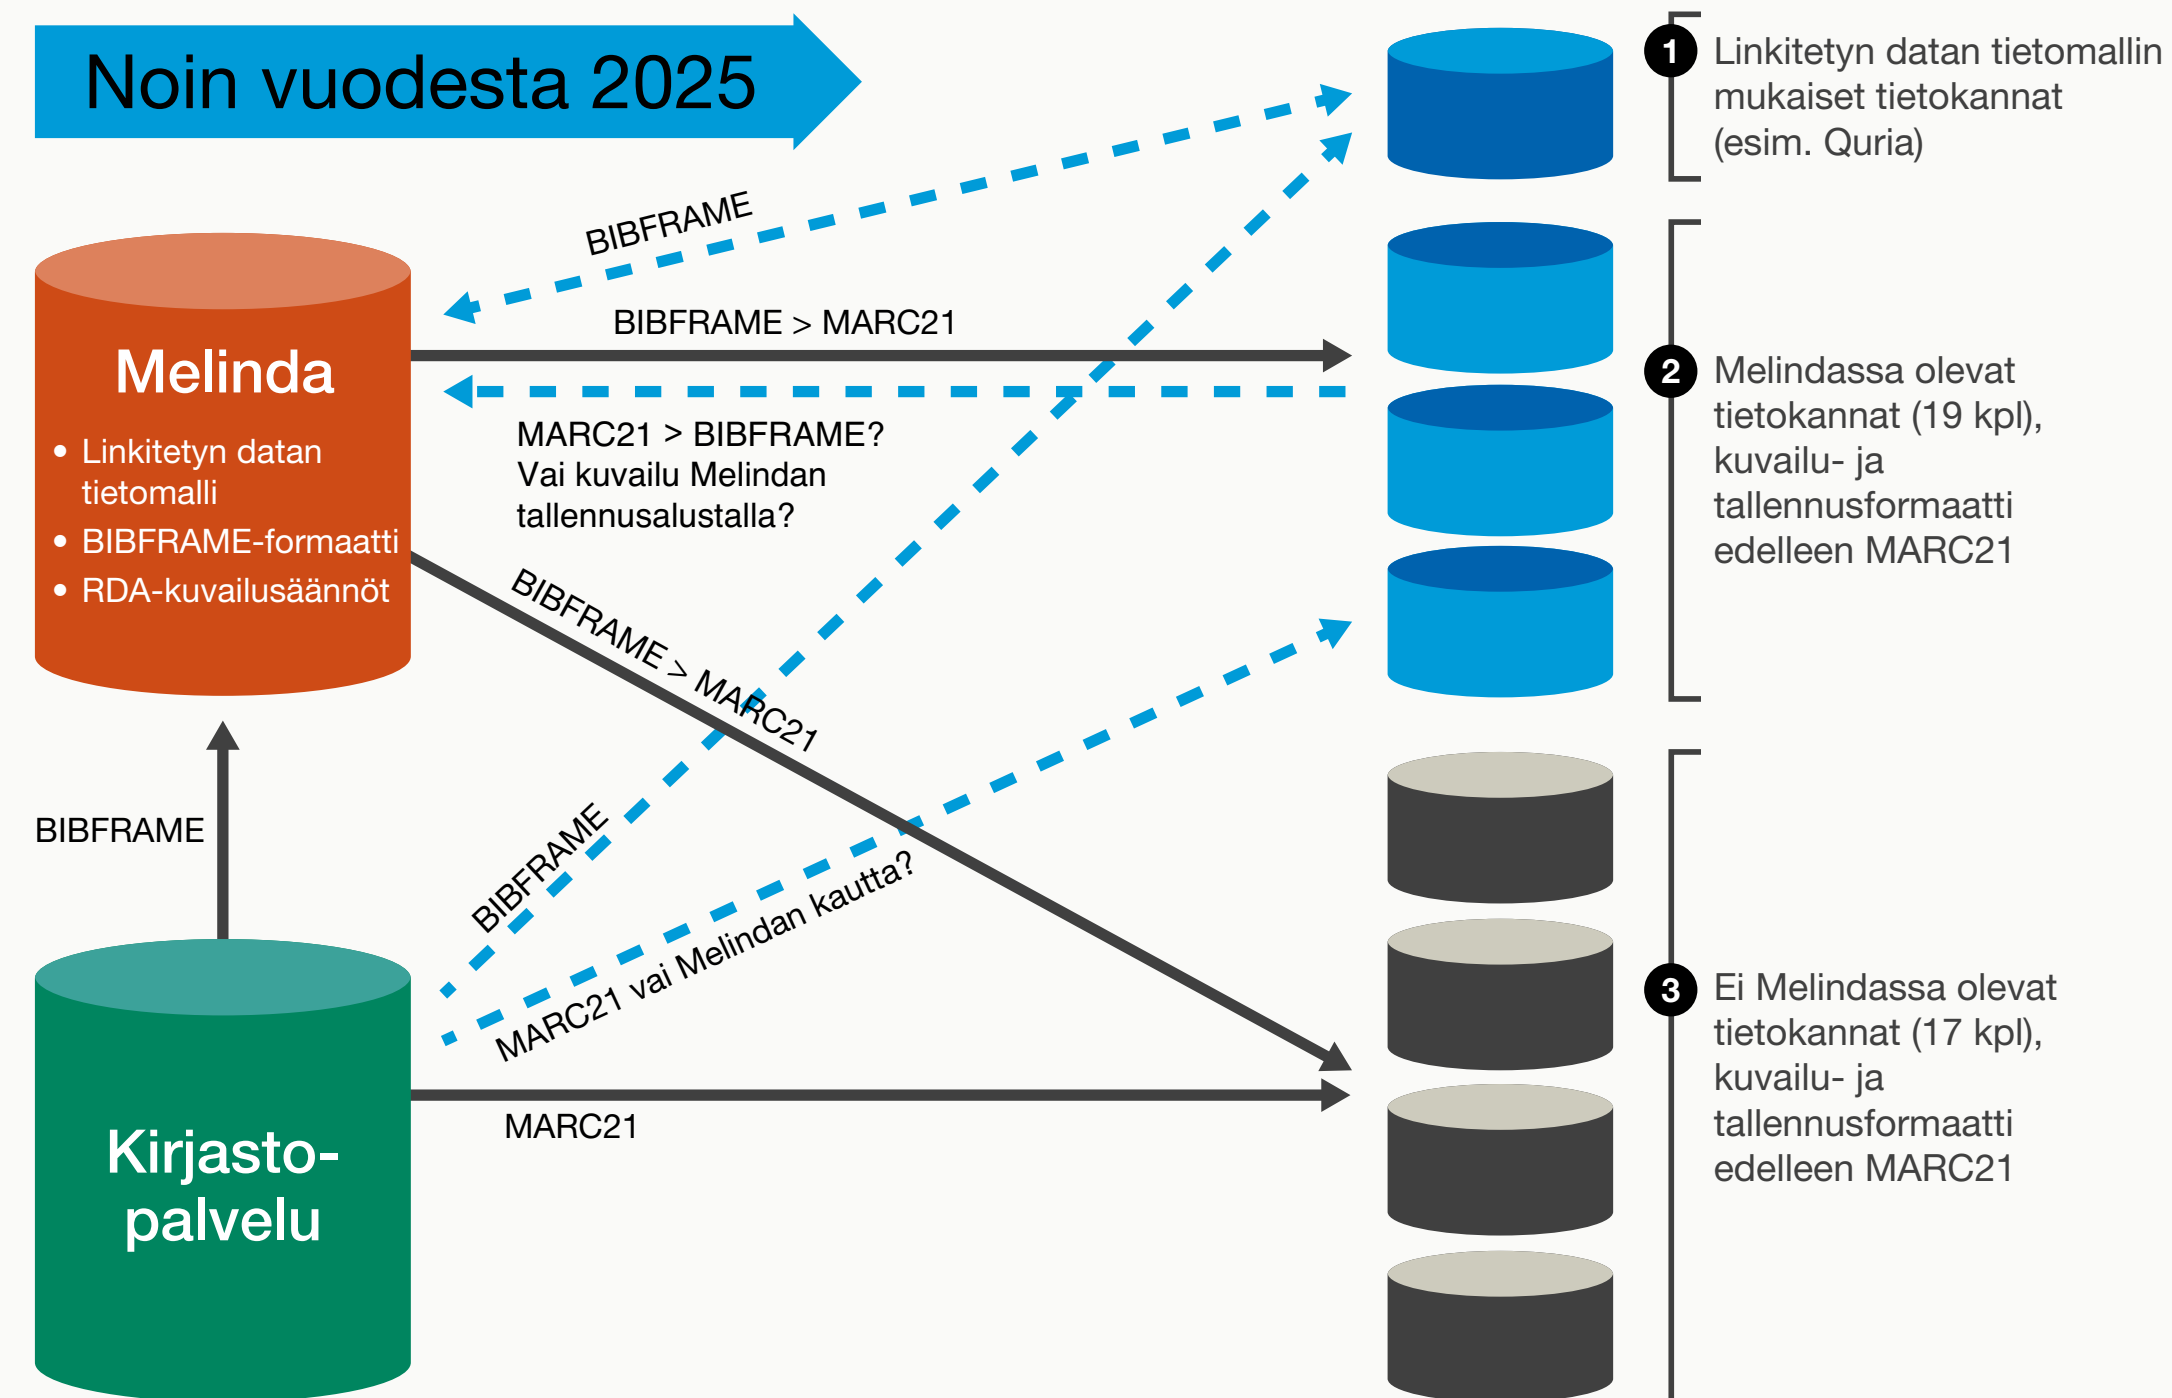 Noin vuodesta 2025
1
Linkitetyn datan tietomallin
mukaiset tietokannat
(esim. Quria)
BIBFRAME
BIBFRAME > MARC21
Melinda
• Linkitetyn datan
tietomalli
• BIBFRAME-formaatti
• RDA-kuvailusäännöt
MARC21 > BIBFRAME?
Vai kuvailu Melindan
tallennusalustalla?
2
Melindassa olevat
tietokannat (19 kpl),
kuvailu- ja
tallennusformaatti
edelleen MARC21
BIBFRAME > MARC21
BIBFRAME
BIBFRAME
MARC21 vai Melindan kautta?
MARC21
Kirjasto-
palvelu
3
Ei Melindassa olevat
tietokannat (17 kpl),
kuvailu- ja
tallennusformaatti
edelleen MARC21